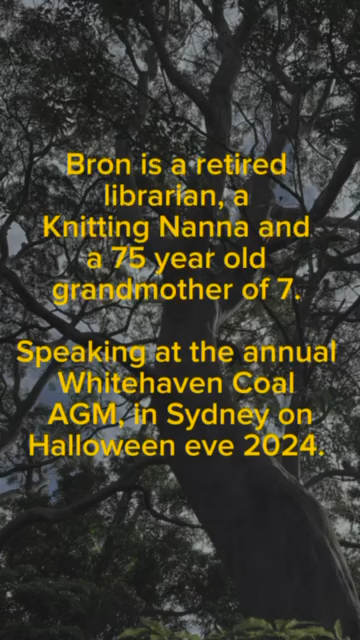 Bron is a retired
librarian, a
Knitting Nanna and
a 75 year old
grandmother of 7.
Speaking at the annual
Whitehaven Coal
AGM, in Sydney on
Halloween eve 2024.